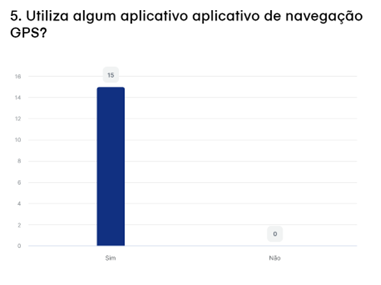 5. Utiliza algum aplicativo aplicativo de navegação
GPS?
16
15
14
12
10
8
6
4
2
0
0
Sim
Não